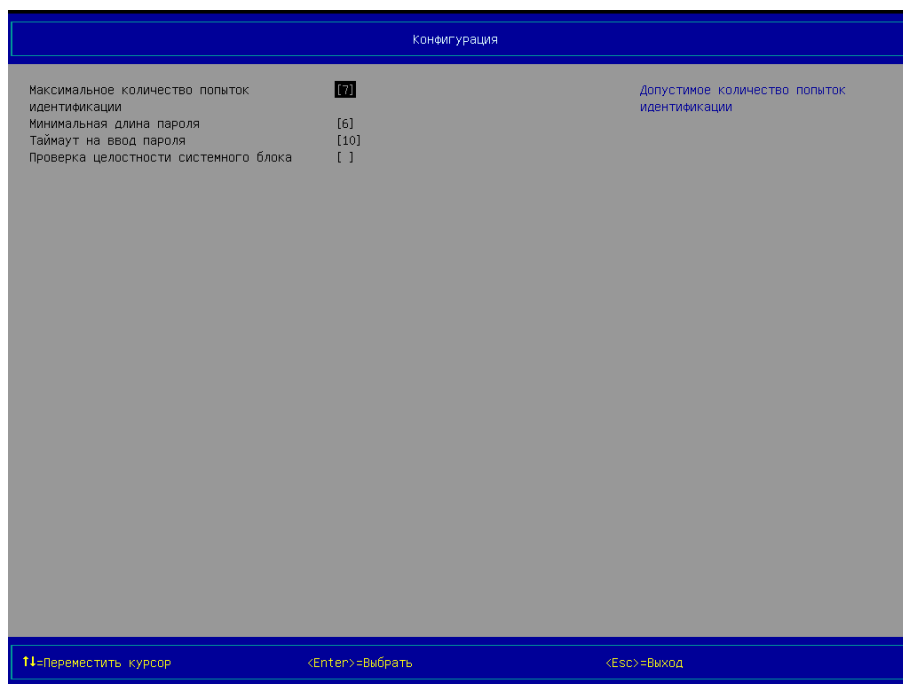 Конфигурация
Максимальное количество попыток [7] Допустимое количество попыток
идентификации идентификации
Минимальная длина пароля [6]
Таймаут на ввод пароля [10]
Проверка целостности системного блока [ ]
↑↓=Переместить курсор <Enter>=Выбрать <Esc>=Выход